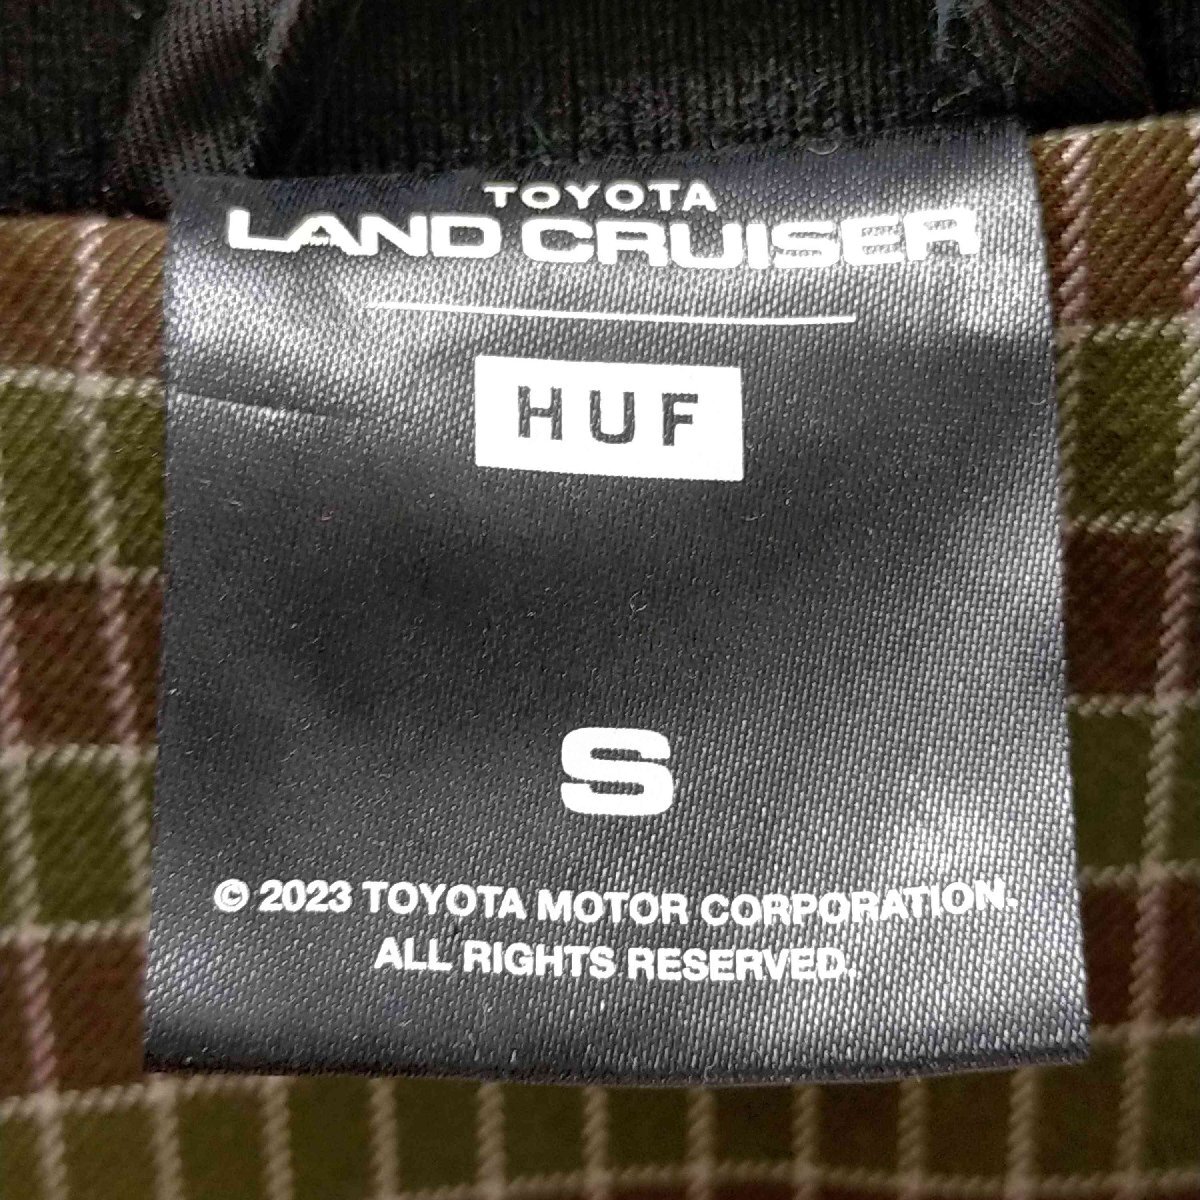 TOYOTA
LAND CRUISER
HUF
S
© 2023 TOYOTA MOTOR CORPORATION.
ALL RIGHTS RESERVED.